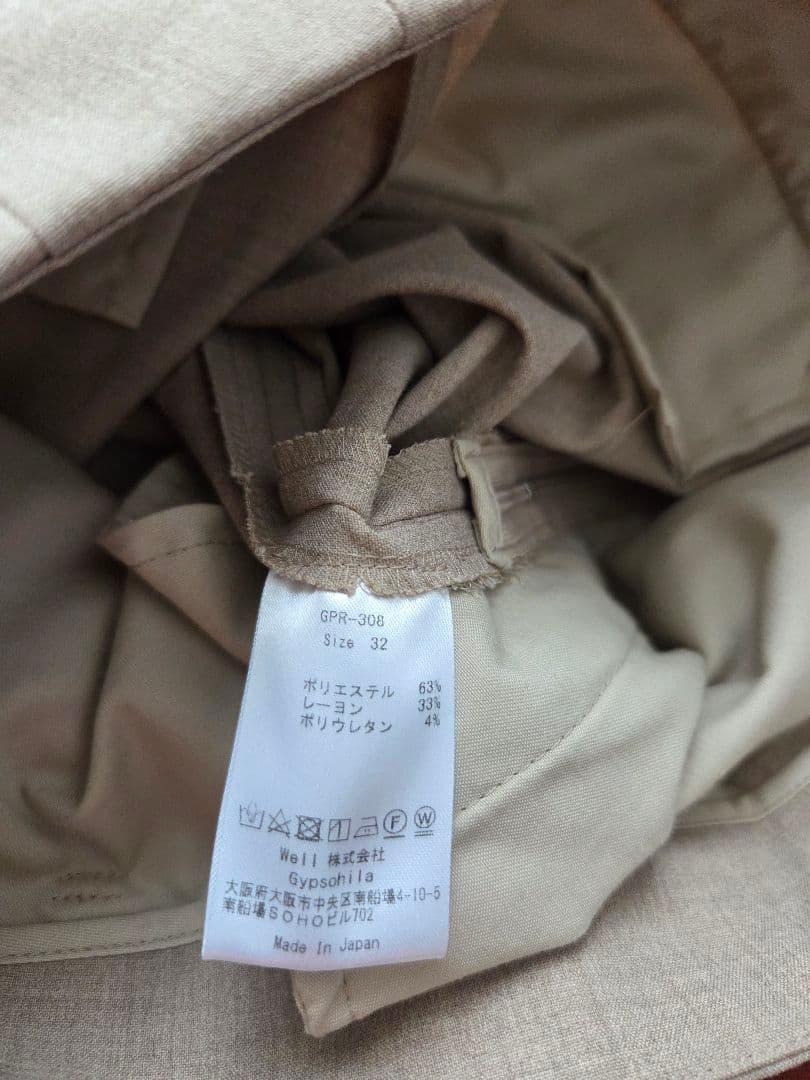 GPR-308
Size 32
ポリエステル 63%
レーヨン 33%
ポリウレタン 4%
F W
Well 株式会社
Gypsohila
大阪府大阪市中央区南船場4-10-5
南船場SOHOビル702
Made In Japan